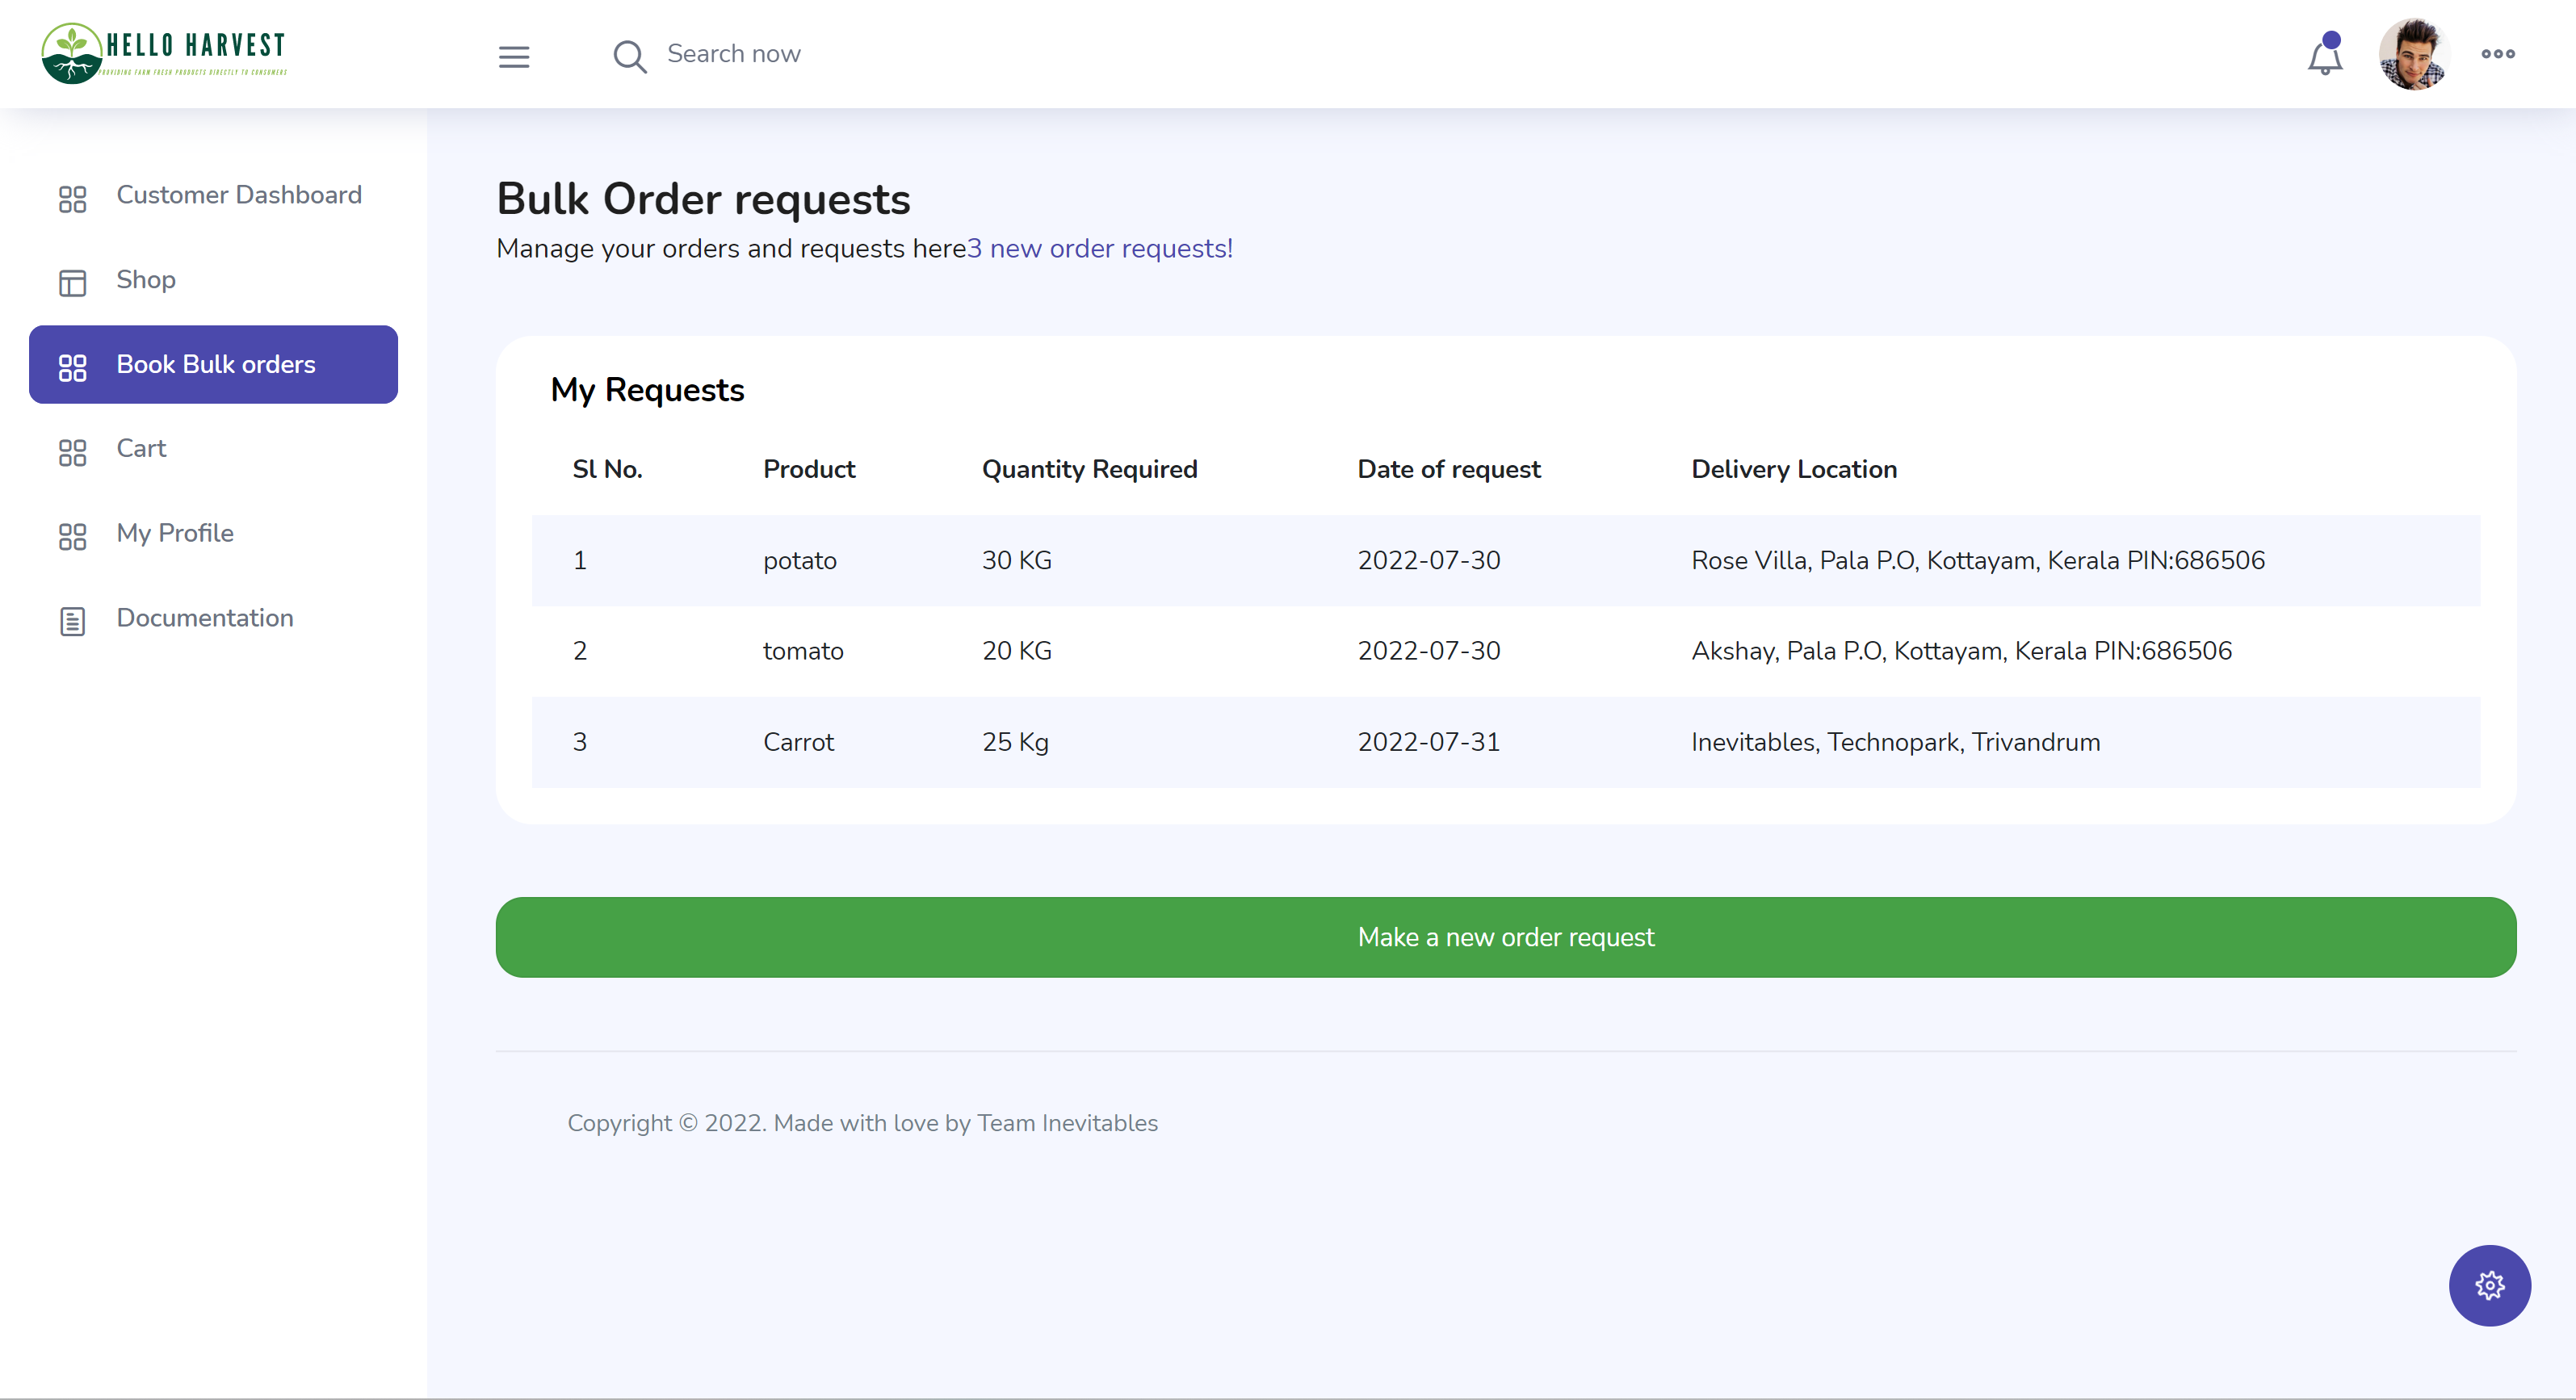 HELLO HARVEST
PROVIDING FARM FRESH PRODUCTS DIRECTLY TO CONSUMERS
Search now
Customer Dashboard
Shop
Book Bulk orders
Cart
My Profile
Documentation
Bulk Order requests
Manage your orders and requests here3 new order requests!
My Requests
Sl No. Product Quantity Required Date of request Delivery Location
1 potato 30 KG 2022-07-30 Rose Villa, Pala P.O, Kottayam, Kerala PIN:686506
2 tomato 20 KG 2022-07-30 Akshay, Pala P.O, Kottayam, Kerala PIN:686506
3 Carrot 25 Kg 2022-07-31 Inevitables, Technopark, Trivandrum
Make a new order request
Copyright © 2022. Made with love by Team Inevitables